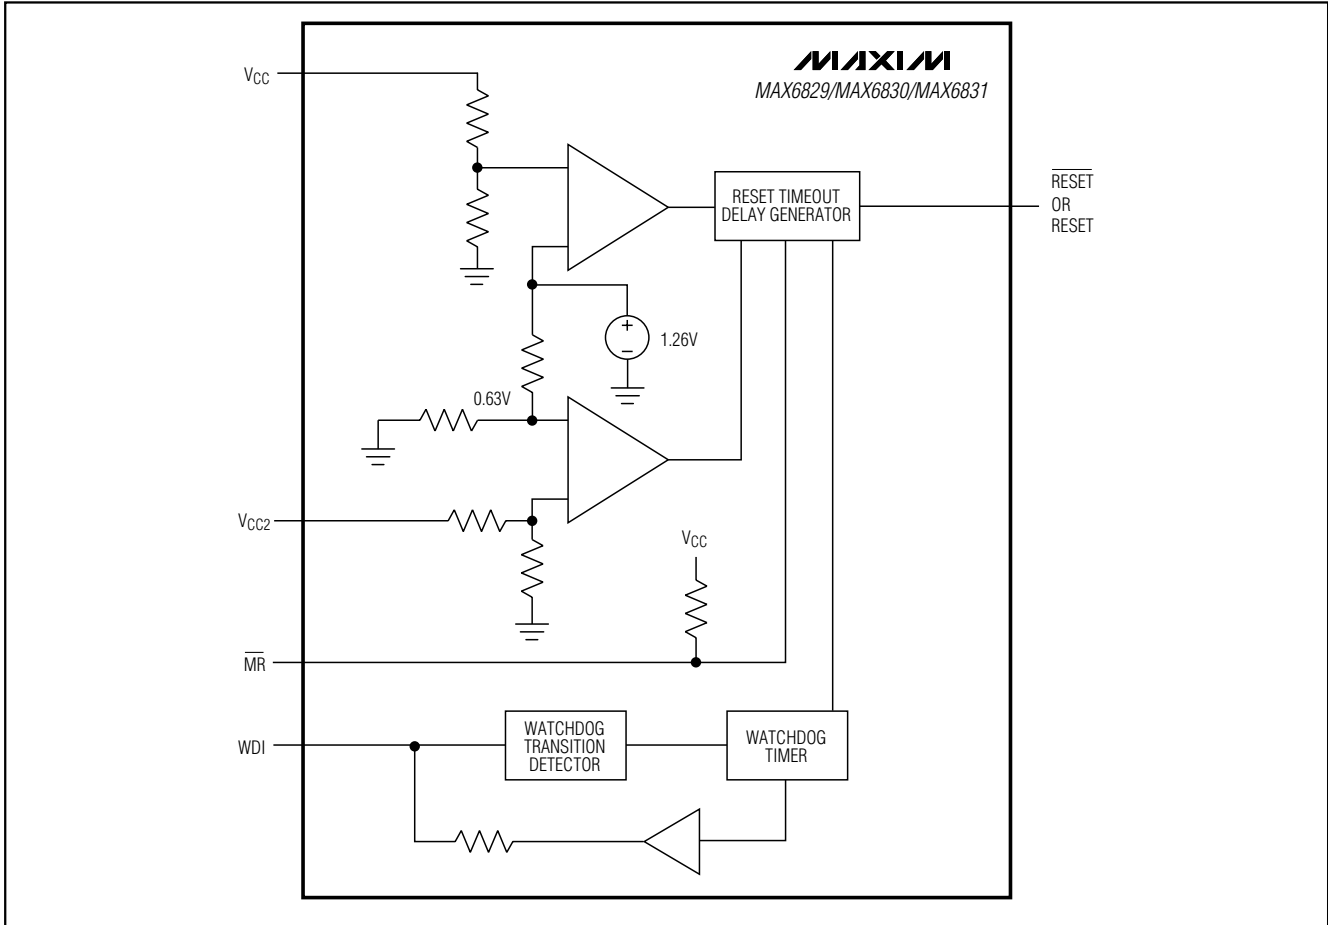 MAXIM
MAX6829/MAX6830/MAX6831
VCC
RESET TIMEOUT
DELAY GENERATOR
RESET
OR
RESET
+
−
1.26V
0.63V
VCC2
VCC
MR
WDI
WATCHDOG
TRANSITION
DETECTOR
WATCHDOG
TIMER